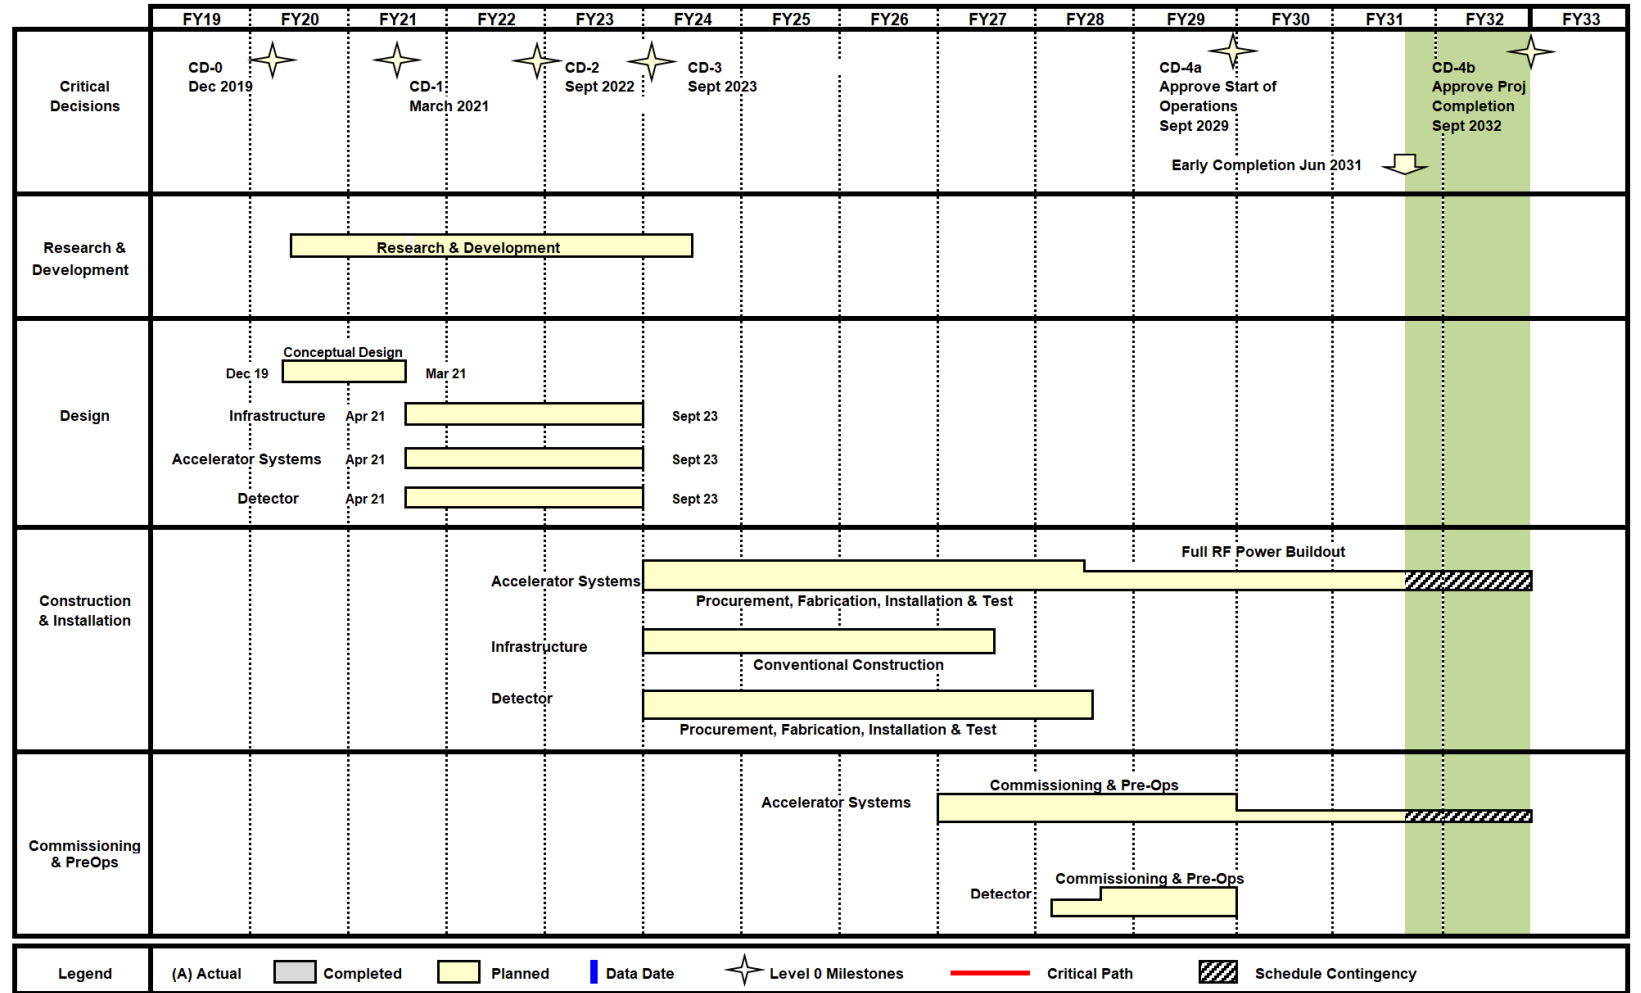 FY19 FY20 FY21 FY22 FY23 FY24 FY25 FY26 FY27 FY28 FY29 FY30 FY31 FY32 FY33
Critical
Decisions
CD-0
Dec 2019
CD-1
March 2021
CD-2
Sept 2022
CD-3
Sept 2023
CD-4a
Approve Start of
Operations
Sept 2029
CD-4b
Approve Proj
Completion
Sept 2032
Early Completion Jun 2031
Research &
Development
Research & Development
Design
Conceptual Design
Dec 19 Mar 21
Infrastructure Apr 21 Sept 23
Accelerator Systems Apr 21 Sept 23
Detector Apr 21 Sept 23
Construction
& Installation
Full RF Power Buildout
Accelerator Systems
Procurement, Fabrication, Installation & Test
Infrastructure
Conventional Construction
Detector
Procurement, Fabrication, Installation & Test
Commissioning
& PreOps
Commissioning & Pre-Ops
Accelerator Systems
Commissioning & Pre-Ops
Detector
Legend (A) Actual Completed Planned Data Date Level 0 Milestones Critical Path Schedule Contingency